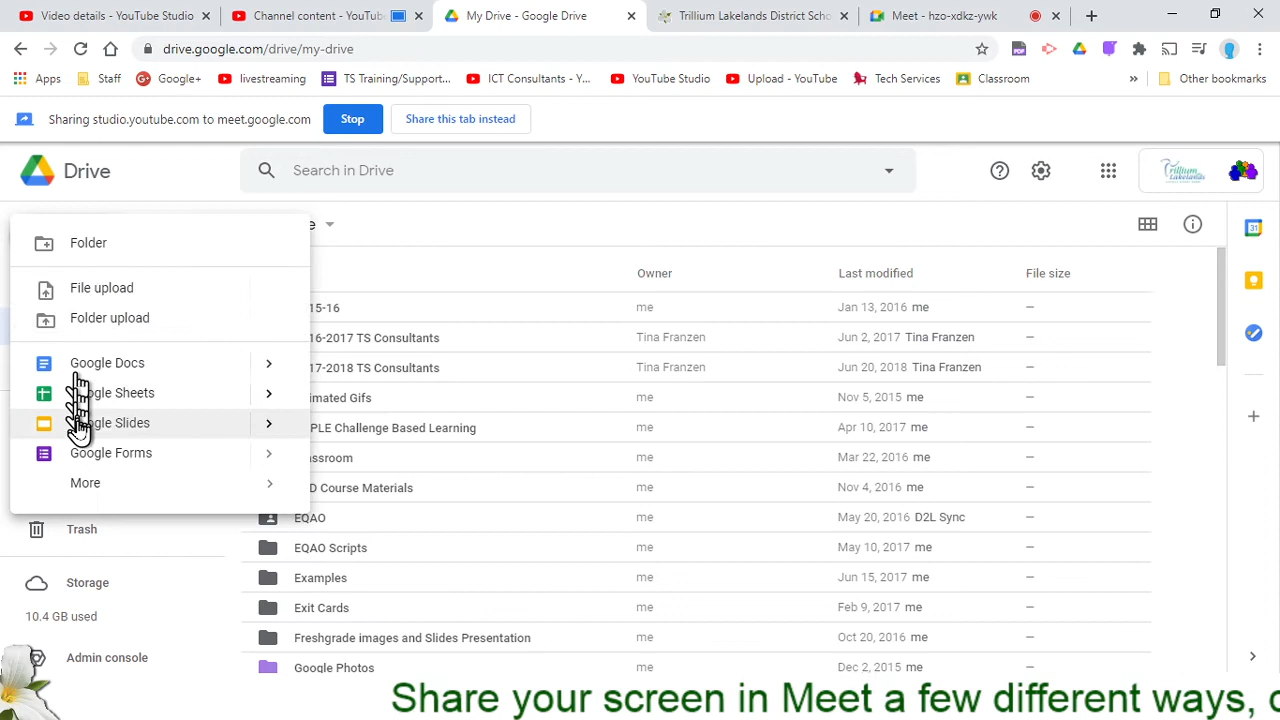 Video details - YouTube Studio
Channel content - YouTu
My Drive - Google Drive
Trillium Lakelands District Scho
Meet - hzo-xdkz-ywk
drive.google.com/drive/my-drive
Apps
Staff
Google+
livestreaming
TS Training/Support...
ICT Consultants - Y...
YouTube Studio
Upload - YouTube
Tech Services
Classroom
»
Other bookmarks
Sharing studio.youtube.com to meet.google.com
Stop
Share this tab instead
Drive
Search in Drive
Trillium Lakelands
Folder
File upload
Folder upload
Google Docs
gle Sheets
gle Slides
Google Forms
More
Trash
Storage
10.4 GB used
Admin console
e
Owner
Last modified
File size
15-16 me Jan 13, 2016 me —
16-2017 TS Consultants Tina Franzen Jun 2, 2017 Tina Franzen —
17-2018 TS Consultants Tina Franzen Jun 20, 2018 Tina Franzen —
imated Gifs me Nov 5, 2015 me —
PLE Challenge Based Learning me Apr 10, 2017 me —
assroom me Mar 22, 2016 me —
D Course Materials me Nov 4, 2016 me —
EQAO me May 20, 2016 D2L Sync —
EQAO Scripts me May 10, 2017 me —
Examples me Jun 15, 2017 me —
Exit Cards me Feb 9, 2017 me —
Freshgrade images and Slides Presentation me Oct 20, 2016 me —
Google Photos me Dec 2, 2015 me —
31
Share your screen in Meet a few different ways,